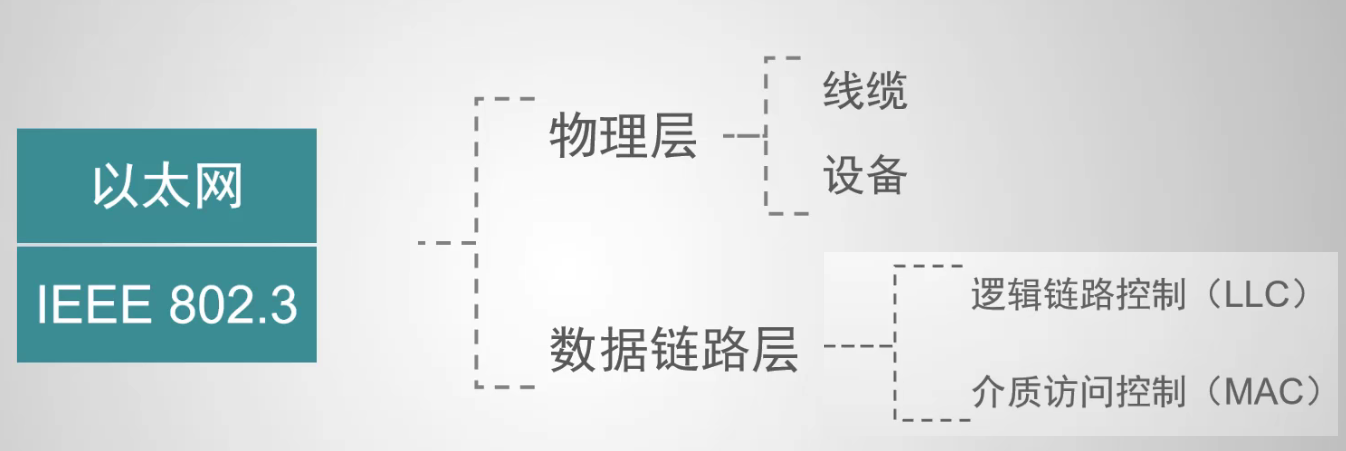 以太网
IEEE 802.3
物理层
线缆
设备
数据链路层
逻辑链路控制（LLC）
介质访问控制（MAC）